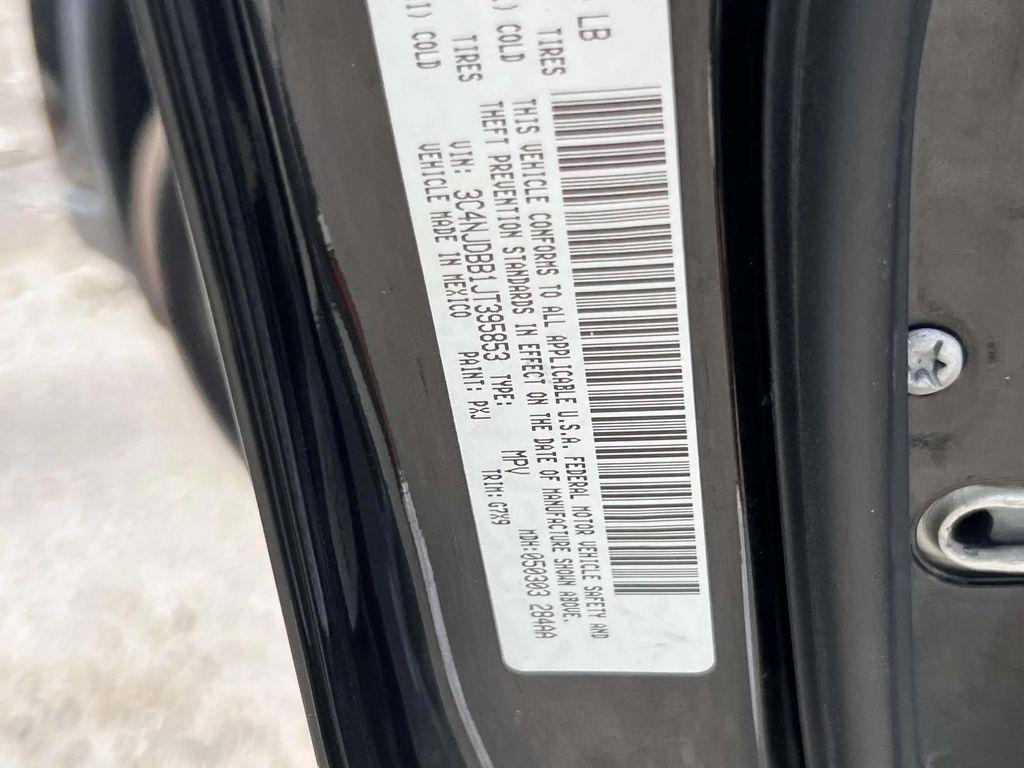 LB
TIRES COLD
TIRES COLD
THIS VEHICLE CONFORMS TO ALL APPLICABLE U.S.A. FEDERAL MOTOR VEHICLE SAFETY AND
THEFT PREVENTION STANDARDS IN EFFECT ON THE DATE OF MANUFACTURE SHOWN ABOVE.
VIN: 3C4NJDBB1JT395853 TYPE: MPV MDH:050303 284AA
VEHICLE MADE IN MEXICO PAINT: PXJ TRIM: G7X9